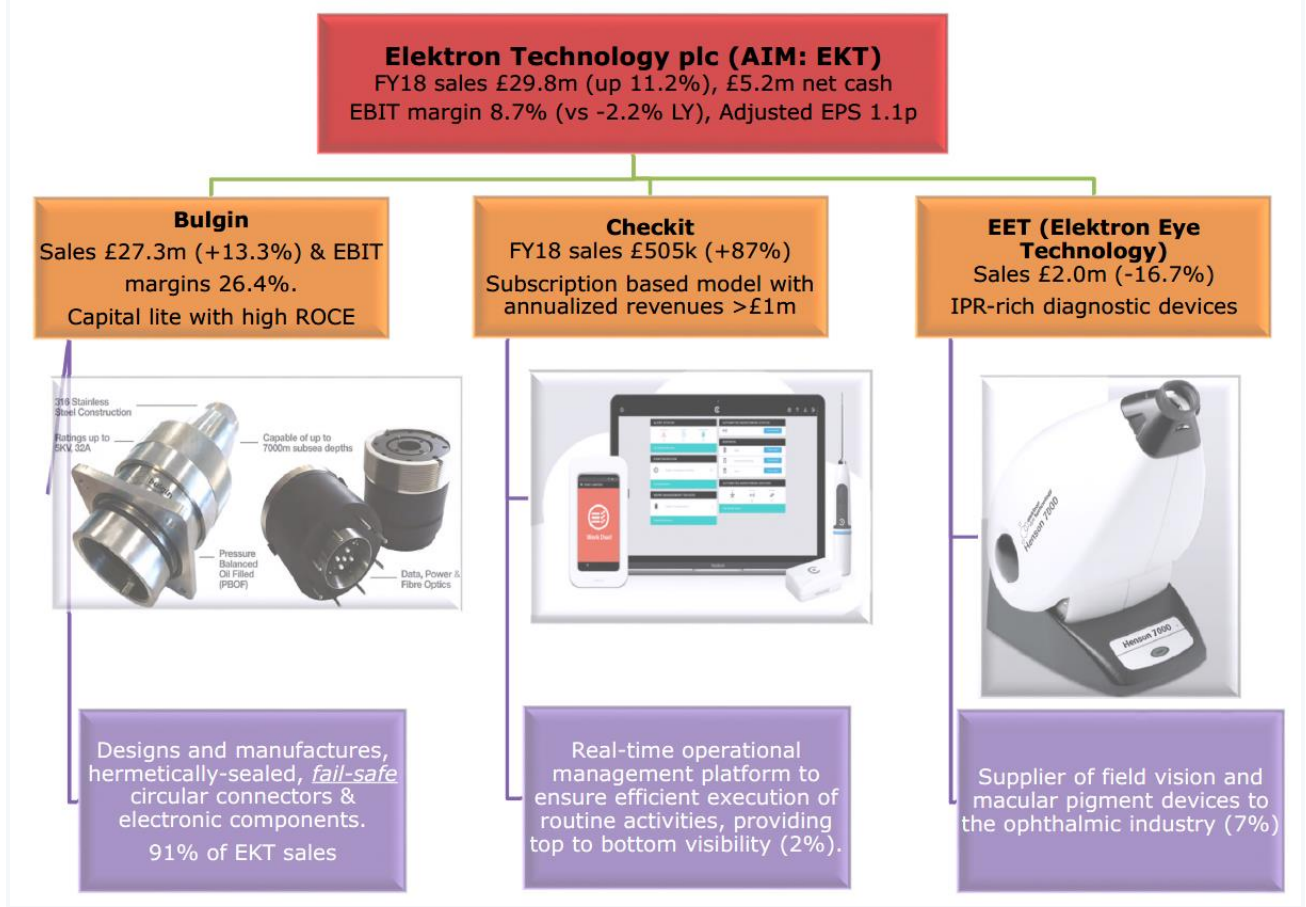 Elektron Technology plc (AIM: EKT)
FY18 sales £29.8m (up 11.2%), £5.2m net cash
EBIT margin 8.7% (vs -2.2% LY), Adjusted EPS 1.1p
Bulgin
Sales £27.3m (+13.3%) & EBIT
margins 26.4%.
Capital lite with high ROCE
Checkit
FY18 sales £505k (+87%)
Subscription based model with
annualized revenues >£1m
EET (Elektron Eye
Technology)
Sales £2.0m (-16.7%)
IPR-rich diagnostic devices
316 Stainless
Steel Construction
Ratings up to
5KV, 32A
Capable of up to
7000m subsea depths
bulgin
Pressure
Balanced
Oil Filled
(PBOF)
Data, Power &
Fibre Optics
Henson 7000
Henson 7000
Designs and manufactures,
hermetically-sealed, fail-safe
circular connectors &
electronic components.
91% of EKT sales
Real-time operational
management platform to
ensure efficient execution of
routine activities, providing
top to bottom visibility (2%).
Supplier of field vision and
macular pigment devices to
the ophthalmic industry (7%)